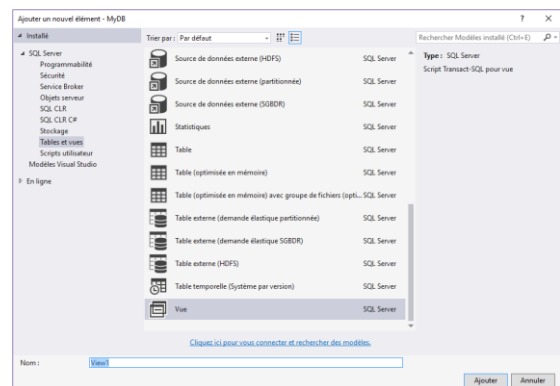 Ajouter un nouvel élément - MyDB
? ×
Installé
Trier par : Par défaut
Rechercher Modèles installé (Ctrl+E)
SQL Server
Programmabilité
Sécurité
Service Broker
Objets serveur
SQL CLR
SQL CLR C#
Stockage
Tables et vues
Scripts utilisateur
Modèles Visual Studio
En ligne
Source de données externe (HDFS) SQL Server
Source de données externe (partitionnée) SQL Server
Source de données externe (SGBDR) SQL Server
Statistiques SQL Server
Table SQL Server
Table (optimisée en mémoire) SQL Server
Table (optimisée en mémoire) avec groupe de fichiers (opti... SQL Server
Table externe (demande élastique partitionnée) SQL Server
Table externe (demande élastique SGBDR) SQL Server
Table externe (HDFS) SQL Server
Table temporelle (Système par version) SQL Server
Vue SQL Server
Type : SQL Server
Script Transact-SQL pour vue
Cliquez ici pour vous connecter et rechercher des modèles.
Nom : View1
Ajouter Annuler